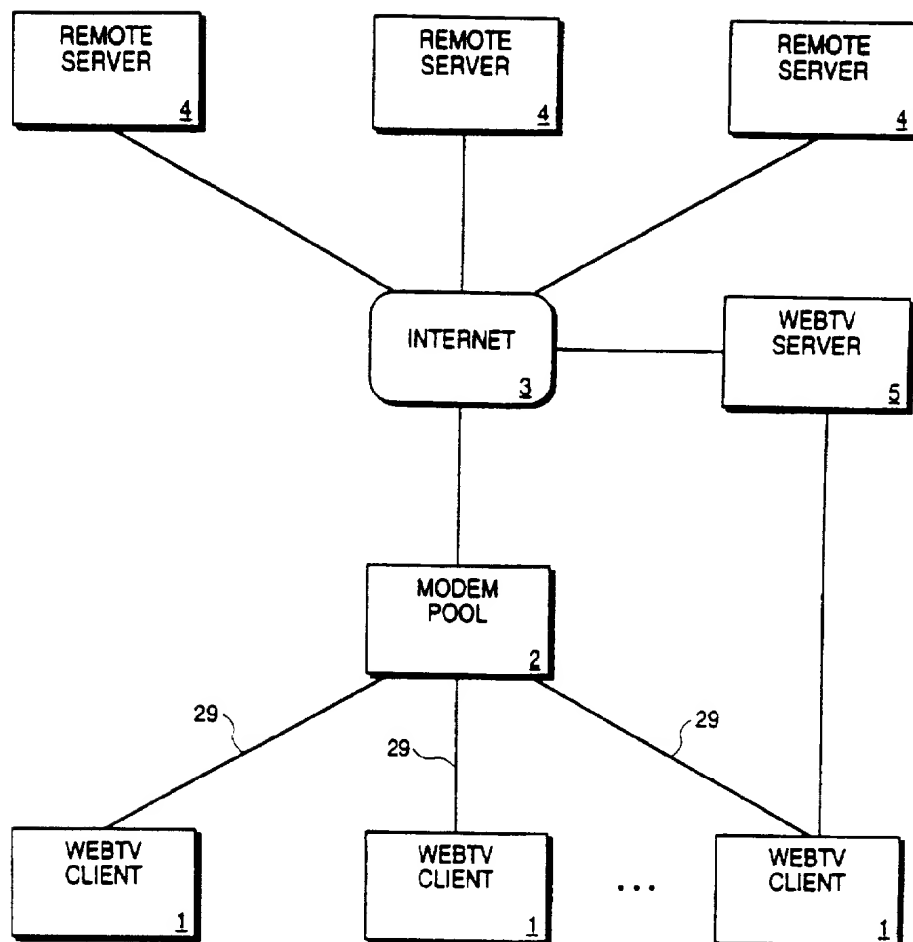 REMOTE
SERVER
4
REMOTE
SERVER
4
REMOTE
SERVER
4
INTERNET
3
WEBTV
SERVER
5
MODEM
POOL
2
29
29
29
WEBTV
CLIENT
1
WEBTV
CLIENT
1
...
WEBTV
CLIENT
1